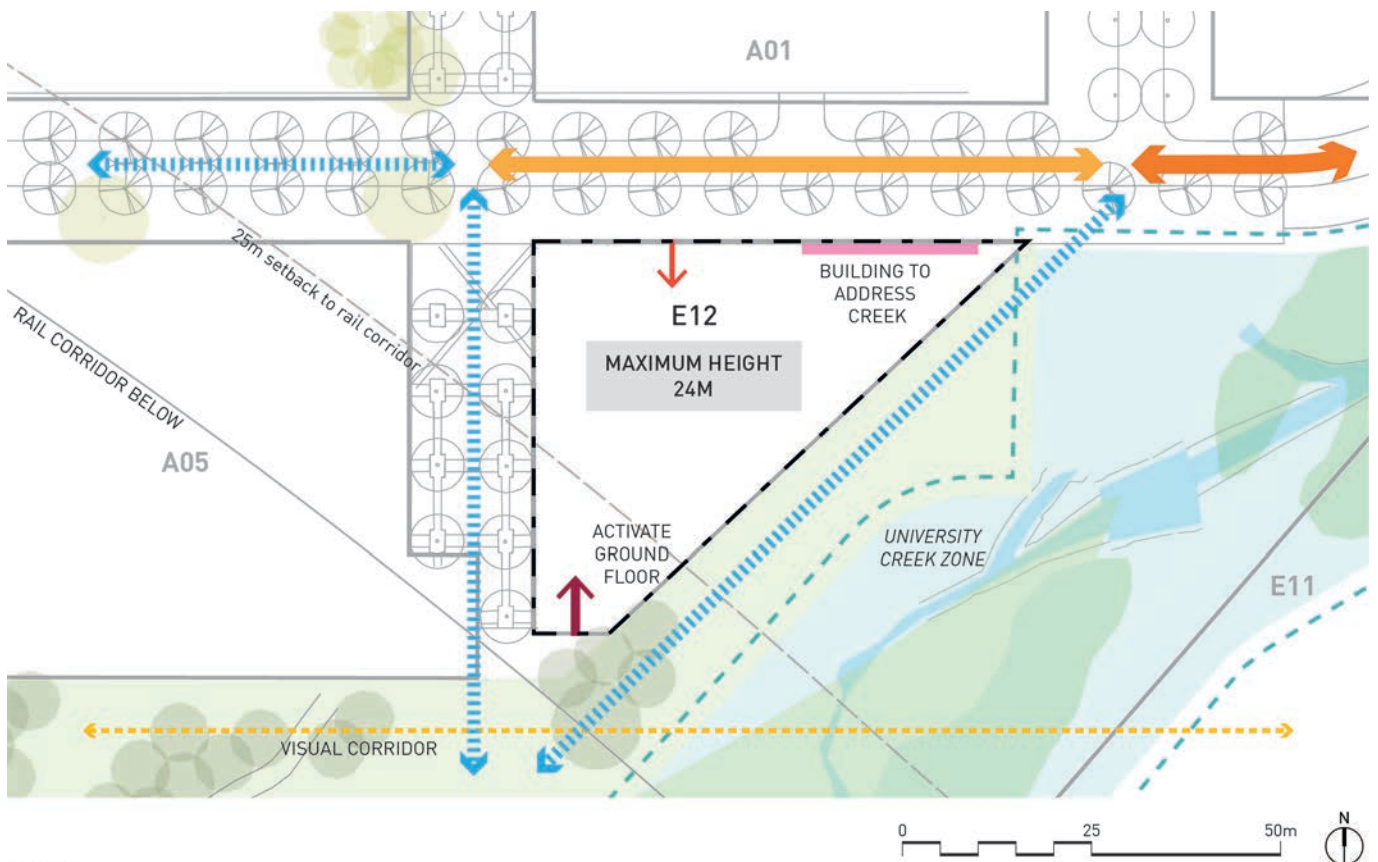 A01
25m setback to rail corridor
RAIL CORRIDOR BELOW
A05
E12
MAXIMUM HEIGHT
24M
BUILDING TO
ADDRESS
CREEK
ACTIVATE
GROUND
FLOOR
UNIVERSITY
CREEK ZONE
E11
VISUAL CORRIDOR
0
25
50m
N